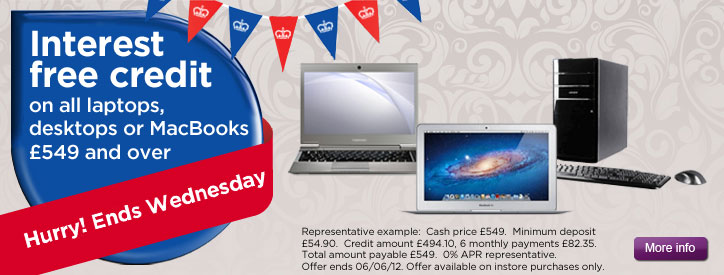 Interest
free credit
on all laptops,
desktops or MacBooks
£549 and over
Hurry! Ends Wednesday
Representative example:  Cash price £549.  Minimum deposit
£54.90.  Credit amount £494.10, 6 monthly payments £82.35.
Total amount payable £549.  0% APR representative.
Offer ends 06/06/12. Offer available on instore purchases only.
More info